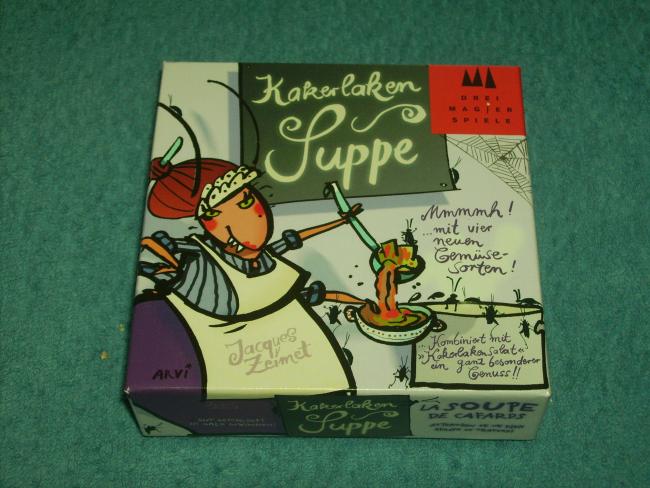 Kakerlaken
Suppe
DREI
MAGIER
SPIELE
Mmmmh!
...mit vier
neuen
Gemüse-
sorten!
...Kombiniert mit
»Kakerlakensalat«
ein ganz besonderer
Genuss!!
Jacques
Zeimet
ARVi
Kakerlaken
Suppe
LA SOUPE
DE CAFARDS